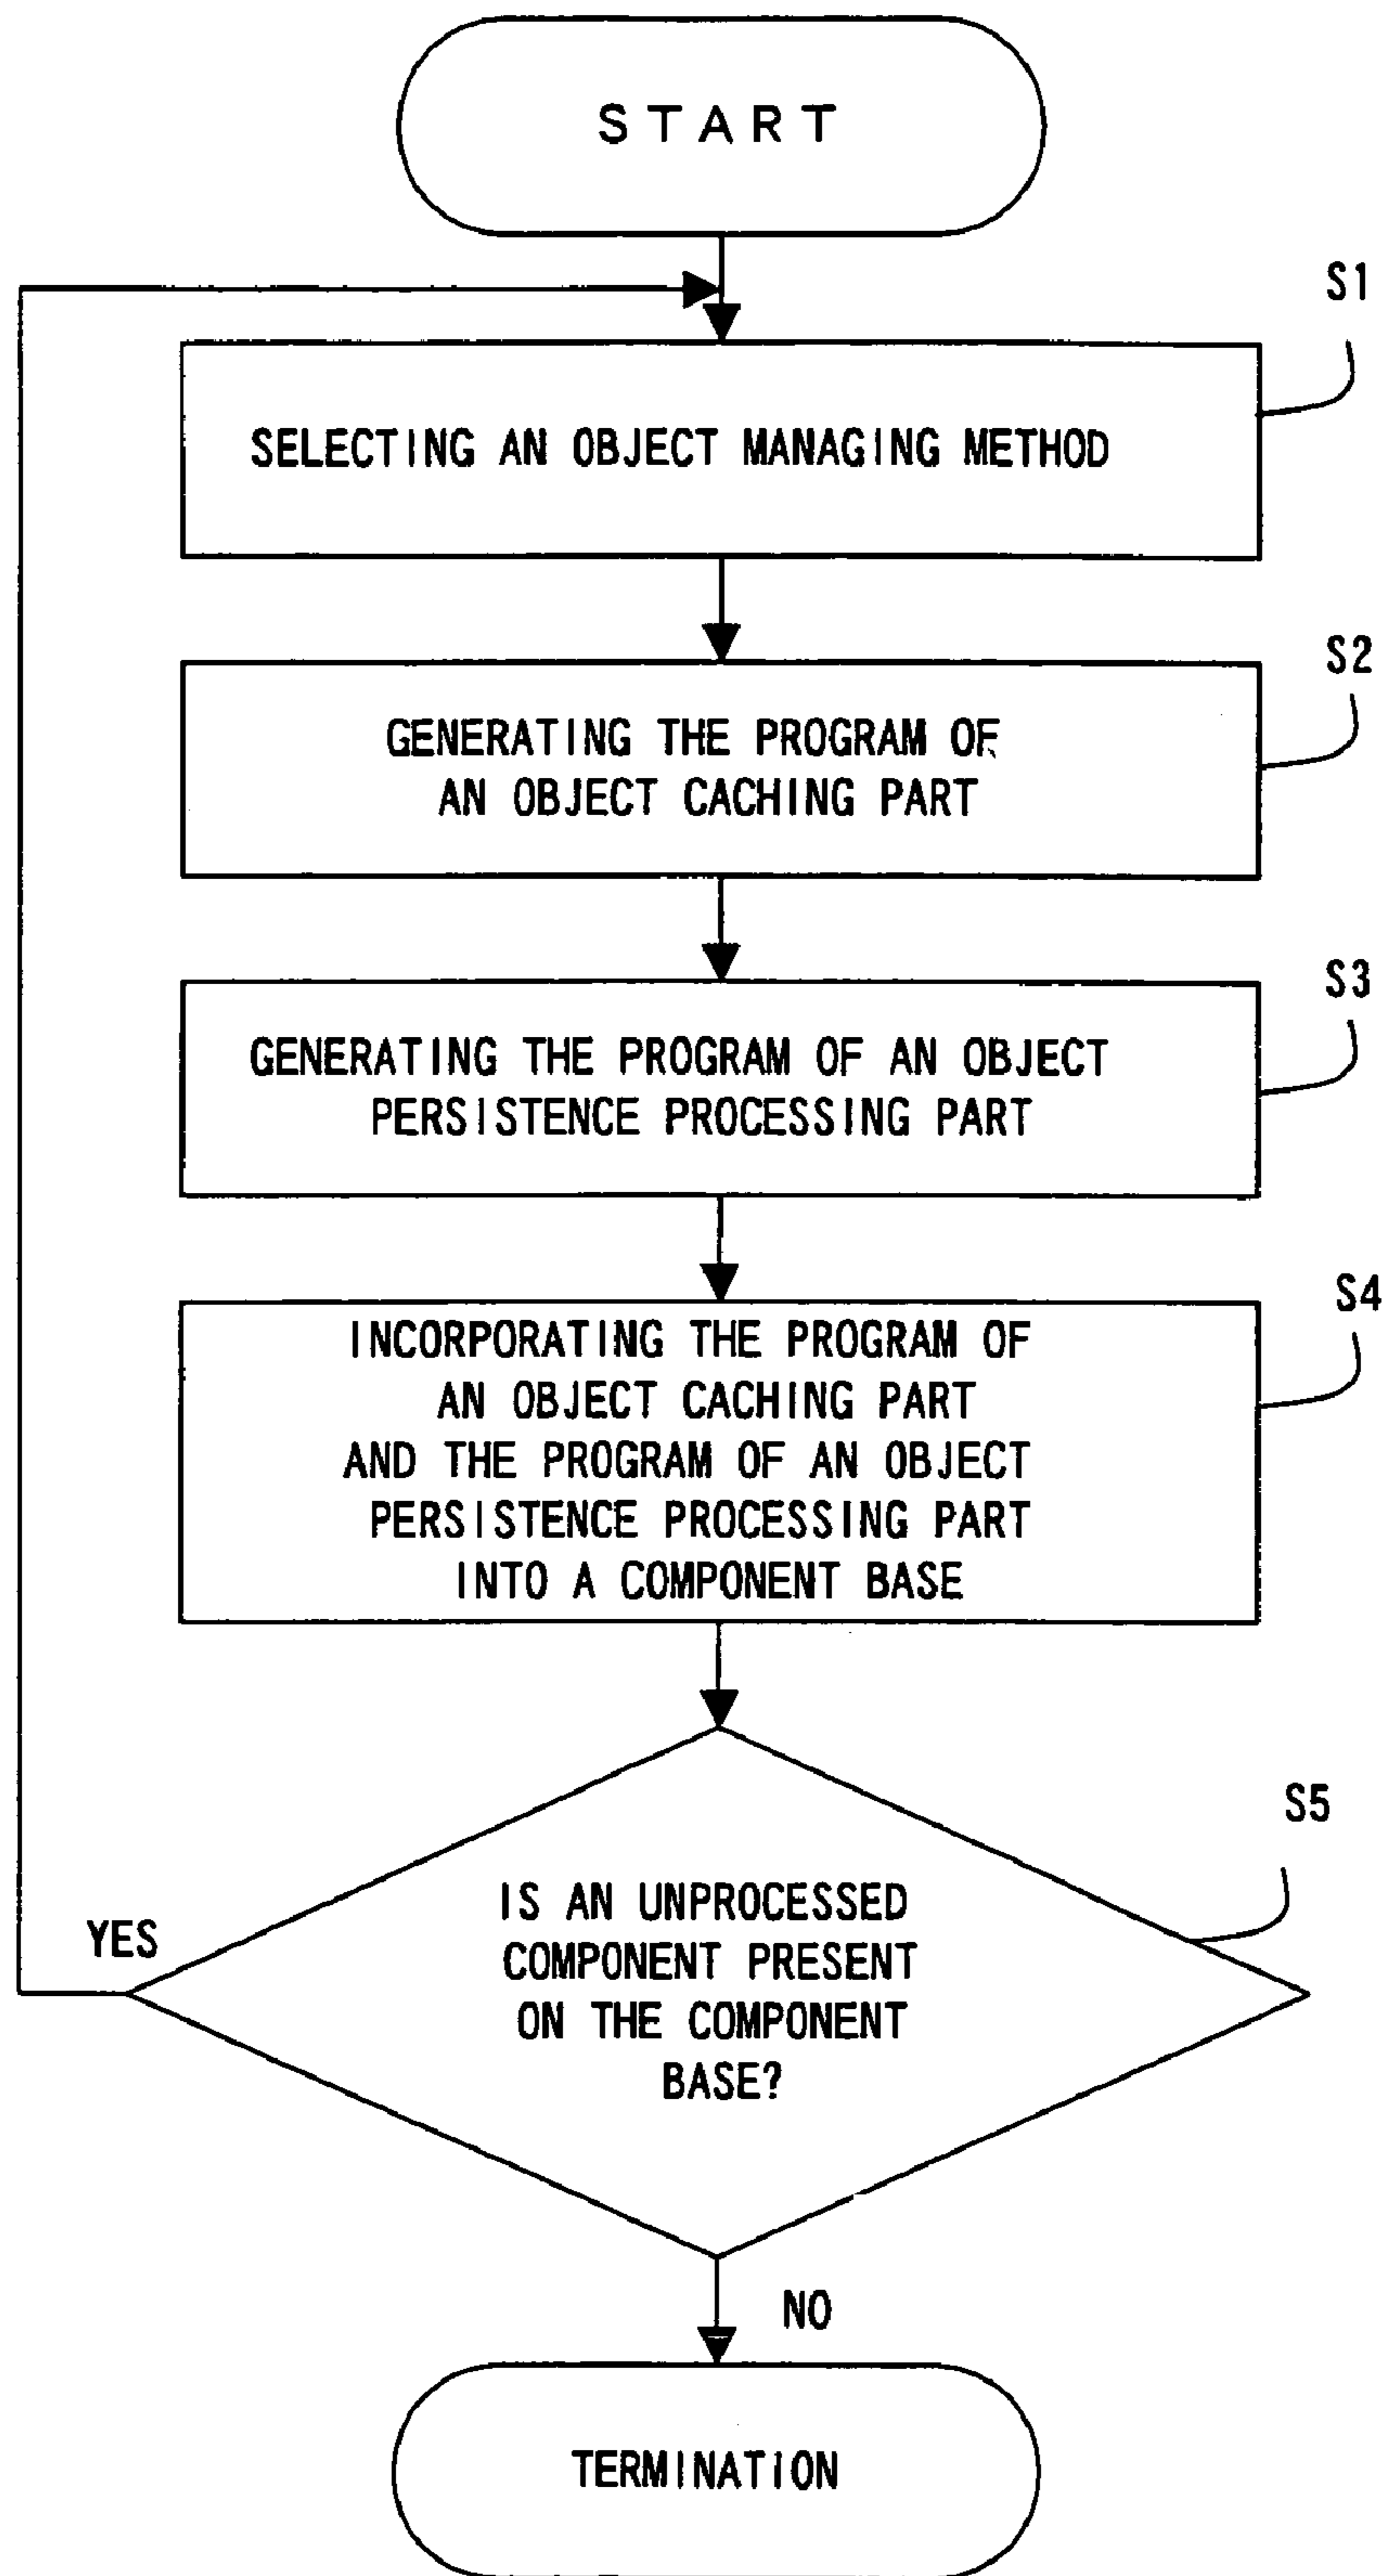 START
S1
SELECTING AN OBJECT MANAGING METHOD
S2
GENERATING THE PROGRAM OF
AN OBJECT CACHING PART
S3
GENERATING THE PROGRAM OF AN OBJECT
PERSISTENCE PROCESSING PART
S4
INCORPORATING THE PROGRAM OF
AN OBJECT CACHING PART
AND THE PROGRAM OF AN OBJECT
PERSISTENCE PROCESSING PART
INTO A COMPONENT BASE
S5
IS AN UNPROCESSED
COMPONENT PRESENT
ON THE COMPONENT
BASE?
YES
NO
TERMINATION